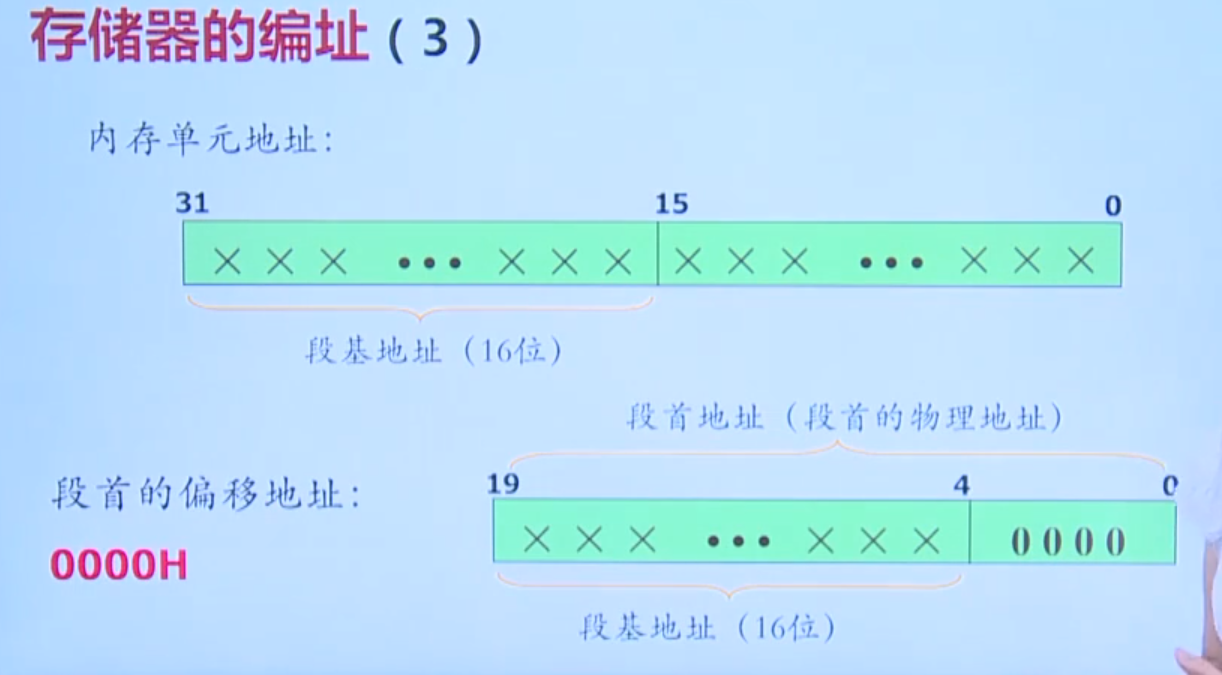 存储器的编址（3）
内存单元地址：
31 15 0
× × × ••• × × × × × × ••• × × ×
段基地址（16位）
段首地址（段首的物理地址）
段首的偏移地址：
19 4 0
0000H
× × × ••• × × × 0 0 0 0
段基地址（16位）